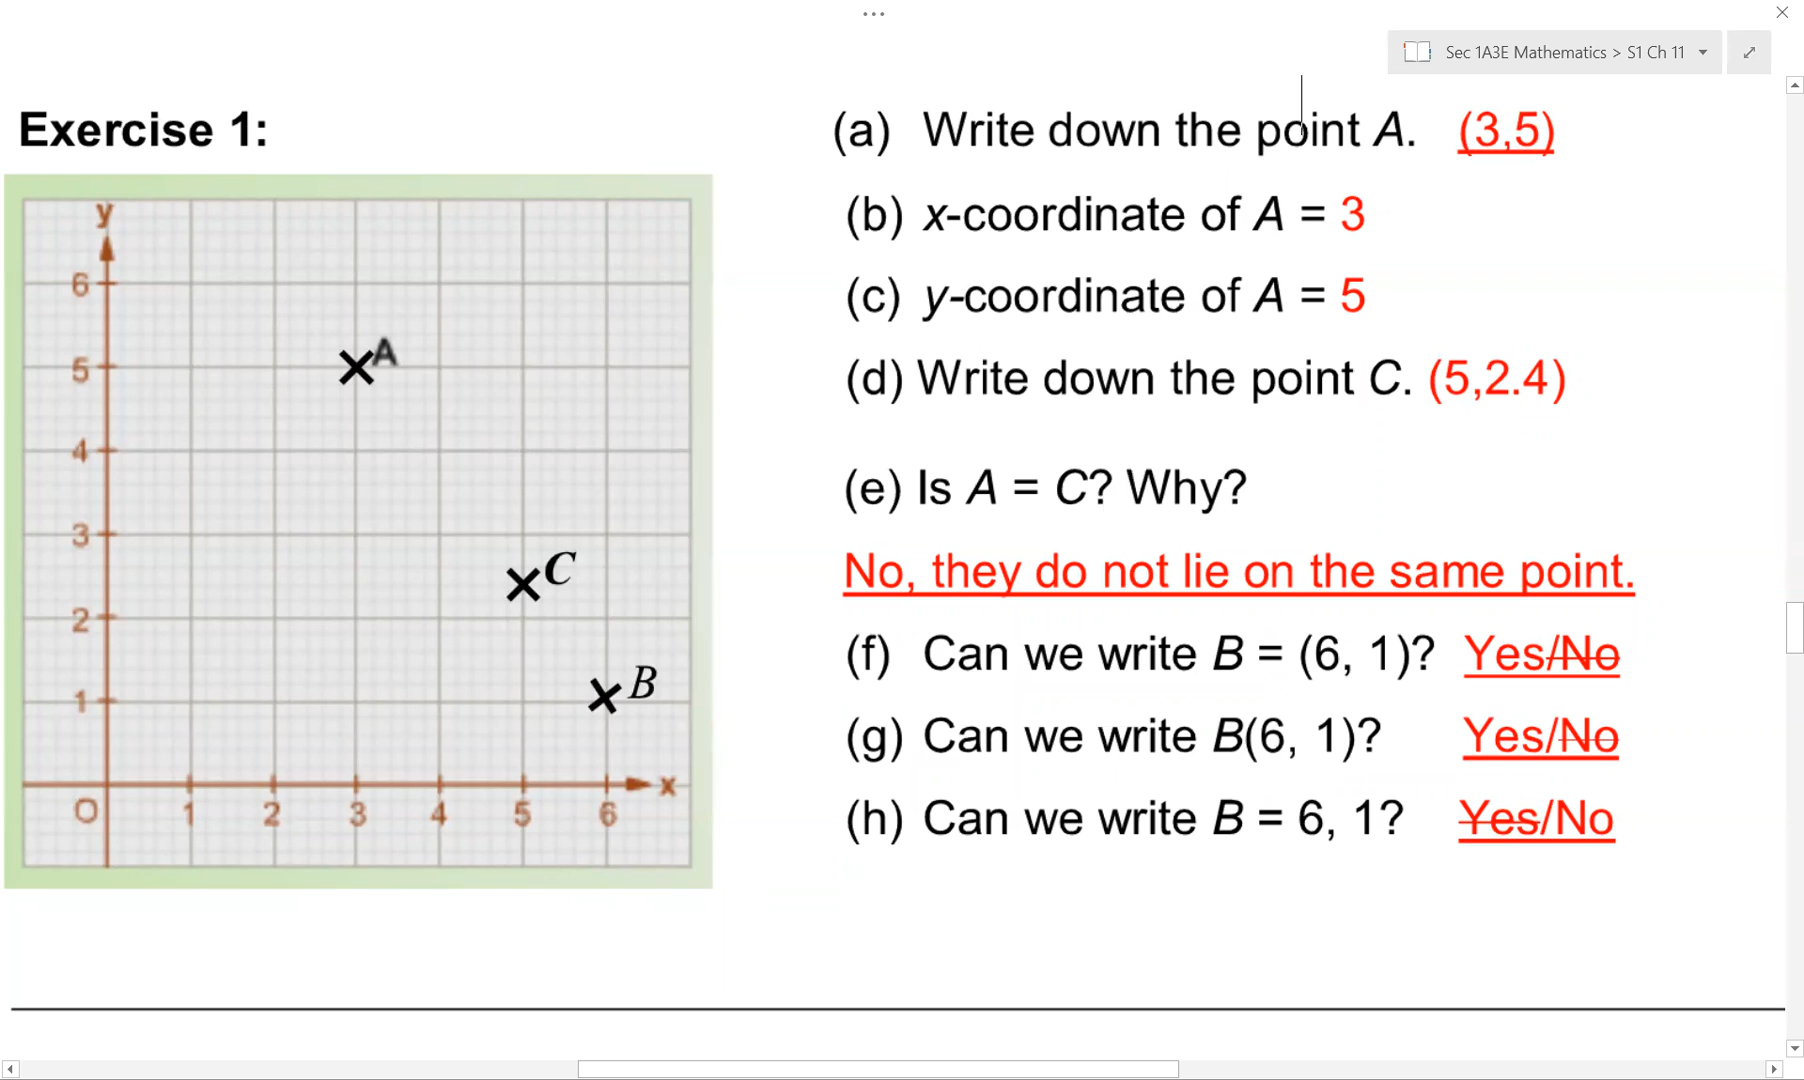 Sec 1A3E Mathematics > S1 Ch 11
Exercise 1:
y
6
5
4
3
2
1
O 1 2 3 4 5 6
x
A
C
B
(a) Write down the point A. (3,5)
(b) x-coordinate of A = 3
(c) y-coordinate of A = 5
(d) Write down the point C. (5,2.4)
(e) Is A = C? Why?
No, they do not lie on the same point.
(f) Can we write B = (6, 1)? Yes/No
(g) Can we write B(6, 1)? Yes/No
(h) Can we write B = 6, 1? Yes/No